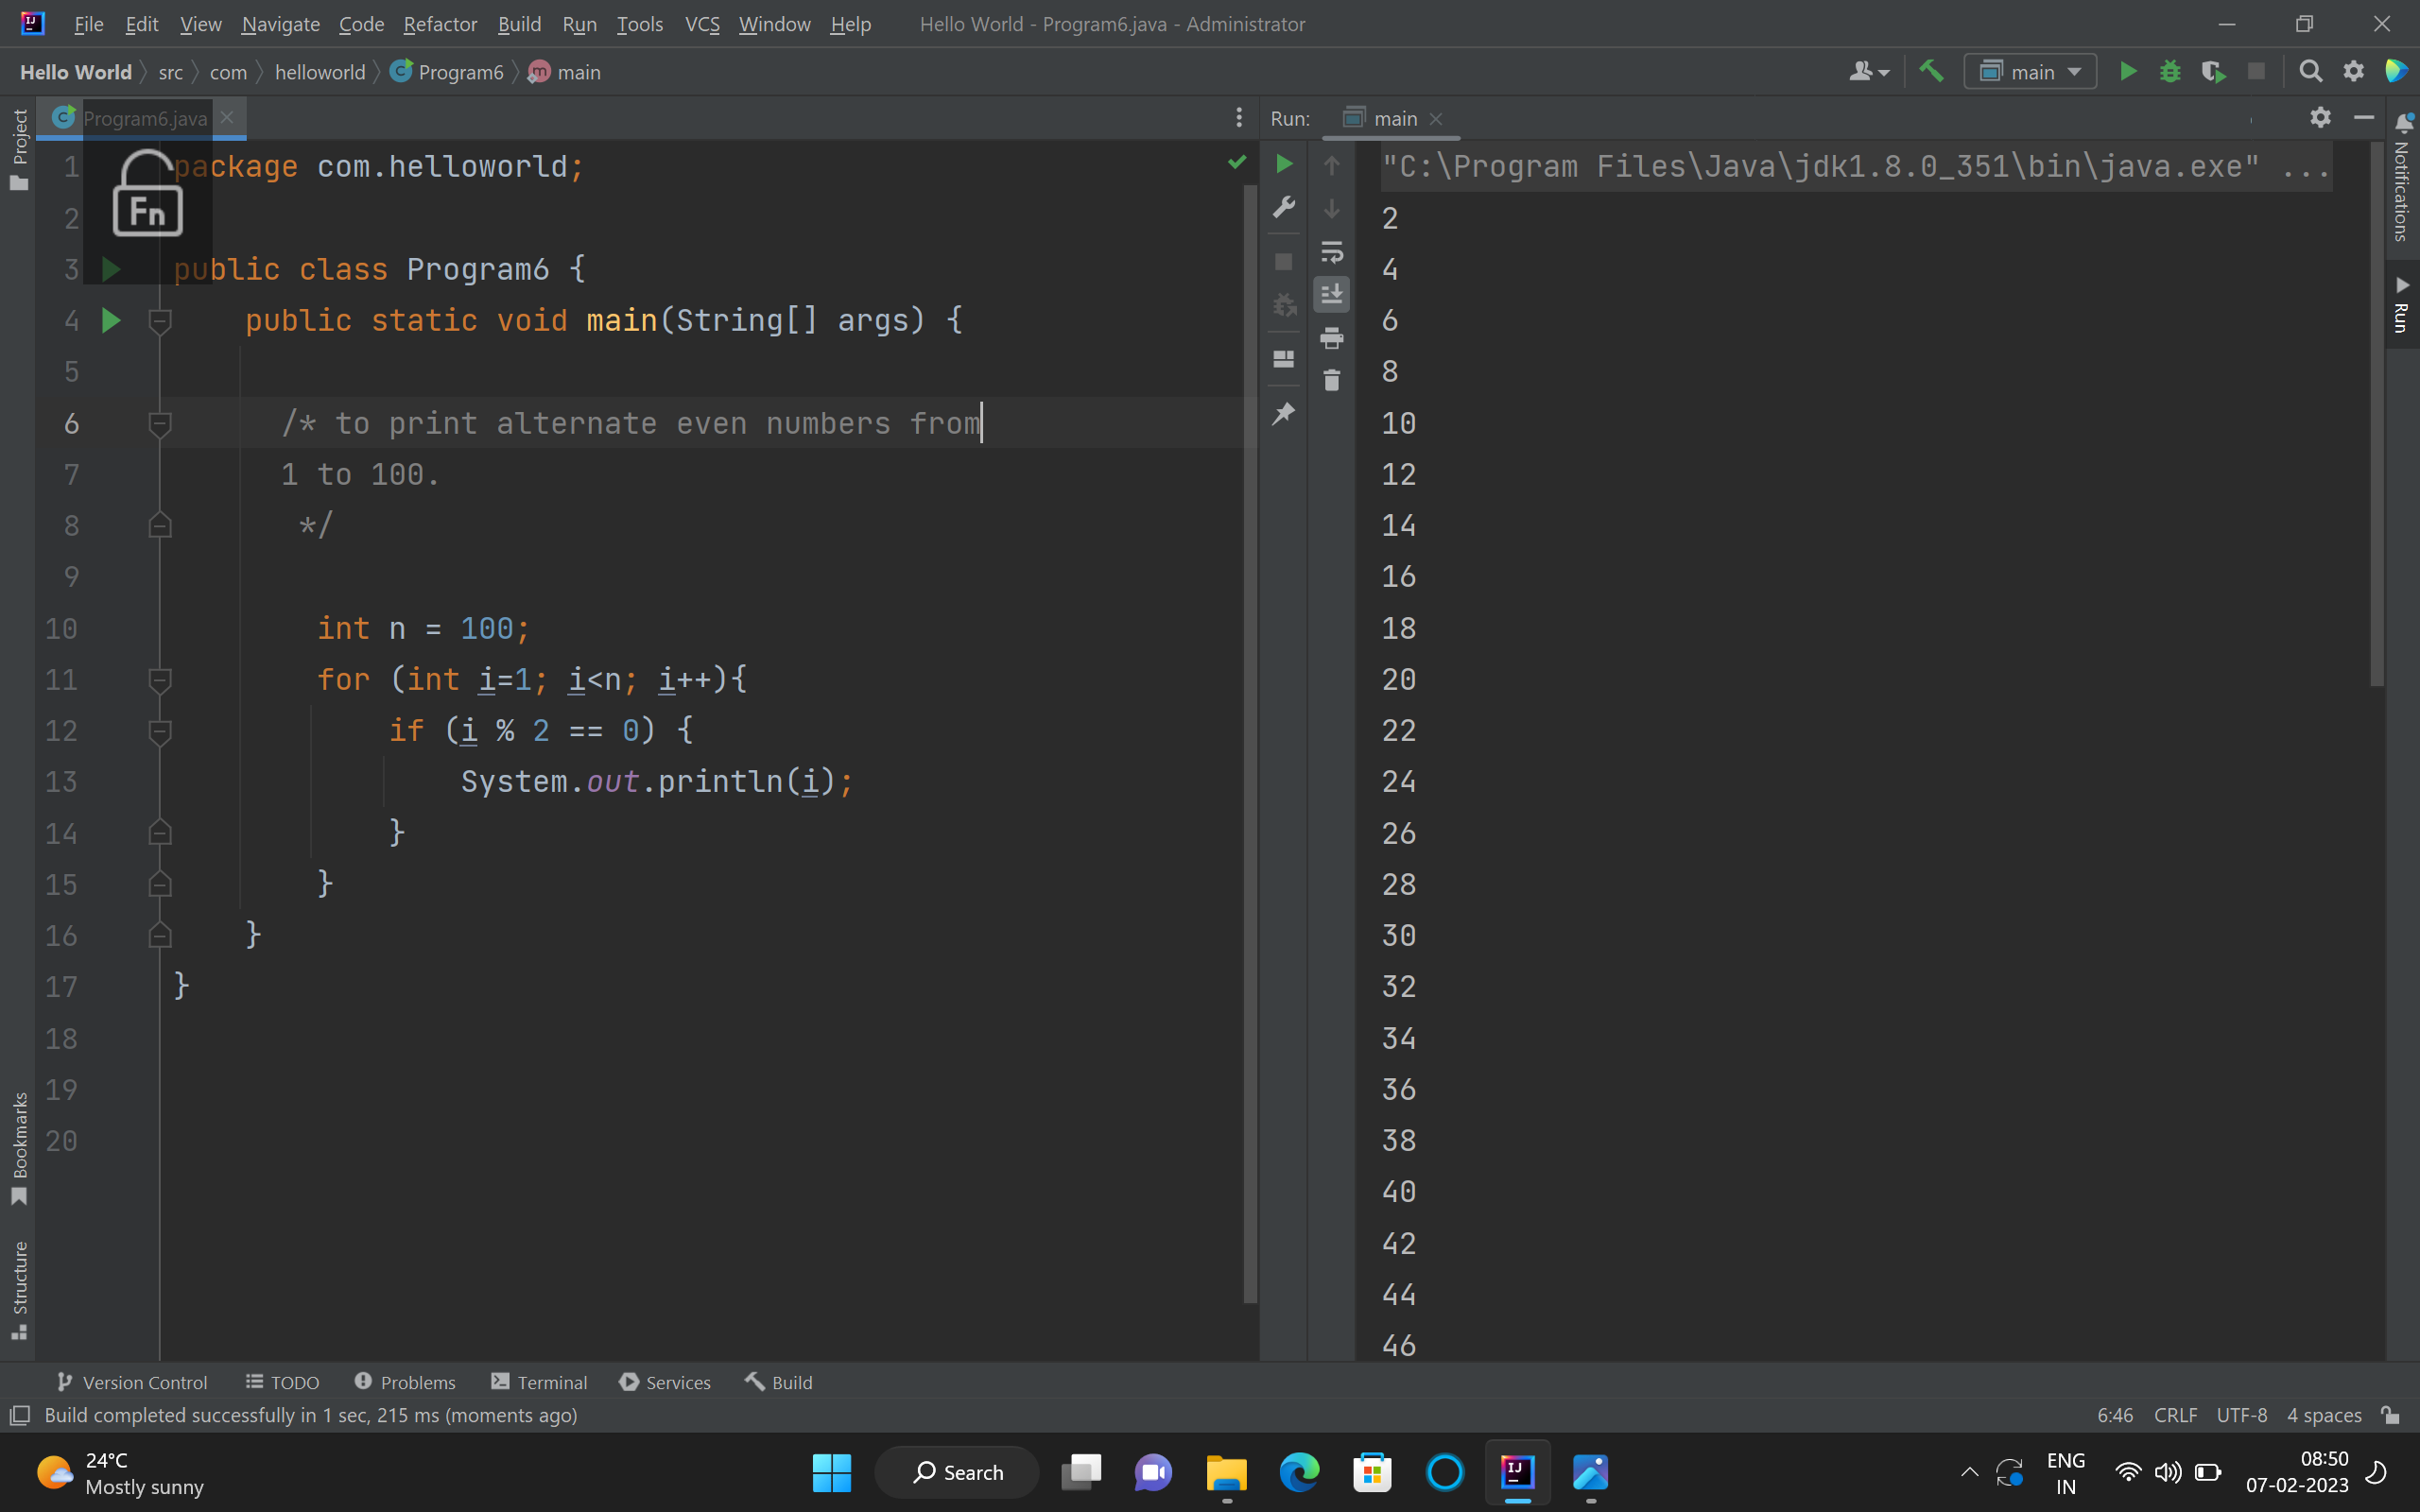 File Edit View Navigate Code Refactor Build Run Tools VCS Window Help Hello World - Program6.java - Administrator
Hello World src com helloworld Program6 main
main
Project
Program6.java
Run: main
Notifications
Run
Fn
1 package com.helloworld;
2
3 public class Program6 {
4 public static void main(String[] args) {
5
6 /* to print alternate even numbers from
7 1 to 100.
8 */
9
10 int n = 100;
11 for (int i=1; i<n; i++){
12 if (i % 2 == 0) {
13 System.out.println(i);
14 }
15 }
16 }
17 }
18
19
20
"C:\Program Files\Java\jdk1.8.0_351\bin\java.exe" ...
2
4
6
8
10
12
14
16
18
20
22
24
26
28
30
32
34
36
38
40
42
44
46
Bookmarks
Structure
Version Control TODO Problems Terminal Services Build
Build completed successfully in 1 sec, 215 ms (moments ago) 6:46 CRLF UTF-8 4 spaces
24°C
Mostly sunny
Search
ENG
IN
08:50
07-02-2023